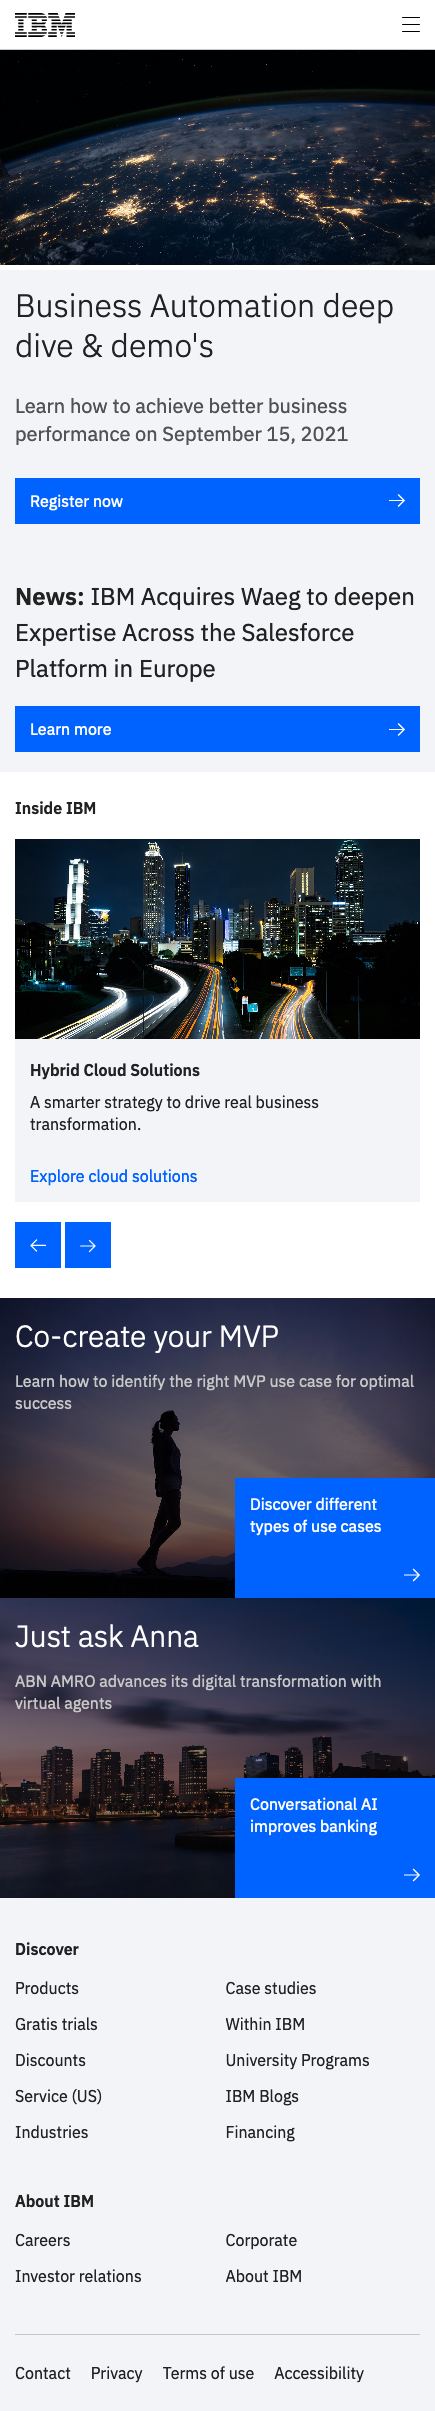 IBM
Business Automation deep
dive & demo's
Learn how to achieve better business
performance on September 15, 2021
Register now
News: IBM Acquires Waeg to deepen
Expertise Across the Salesforce
Platform in Europe
Learn more
Inside IBM
Hybrid Cloud Solutions
A smarter strategy to drive real business
transformation.
Explore cloud solutions
Co-create your MVP
Learn how to identify the right MVP use case for optimal
success
Discover different
types of use cases
Just ask Anna
ABN AMRO advances its digital transformation with
virtual agents
Conversational AI
improves banking
Discover
Products
Case studies
Gratis trials
Within IBM
Discounts
University Programs
Service (US)
IBM Blogs
Industries
Financing
About IBM
Careers
Corporate
Investor relations
About IBM
Contact Privacy Terms of use Accessibility